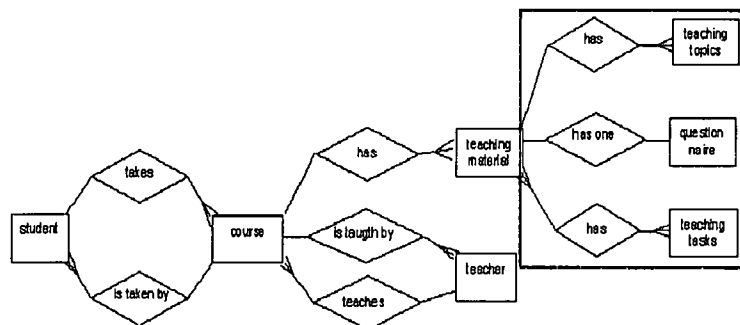 has
teaching
topics
takes
has
teaching
material
has one
question
naire
student
course
is taugth by
has
teaching
tasks
is taken by
teaches
teacher